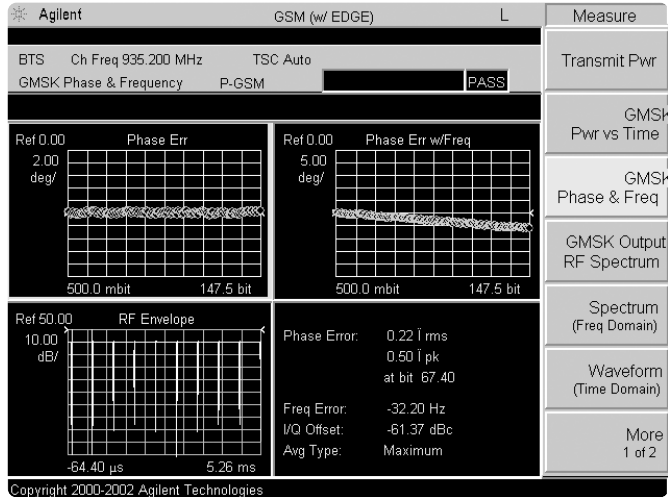 Agilent GSM (w/ EDGE) L Measure
BTS Ch Freq 935.200 MHz TSC Auto
GMSK Phase & Frequency P-GSM PASS
Ref 0.00 Phase Err
2.00
deg/
500.0 mbit 147.5 bit
Ref 0.00 Phase Err w/Freq
5.00
deg/
500.0 mbit 147.5 bit
Ref 50.00 RF Envelope
10.00
dB/
-64.40 µs 5.26 ms
Phase Error: 0.22 Ï rms
0.50 Ï pk
at bit 67.40
Freq Error: -32.20 Hz
I/Q Offset: -61.37 dBc
Avg Type: Maximum
Transmit Pwr
GMSK
Pwr vs Time
GMSK
Phase & Freq
GMSK Output
RF Spectrum
Spectrum
(Freq Domain)
Waveform
(Time Domain)
More
1 of 2
Copyright 2000-2002 Agilent Technologies